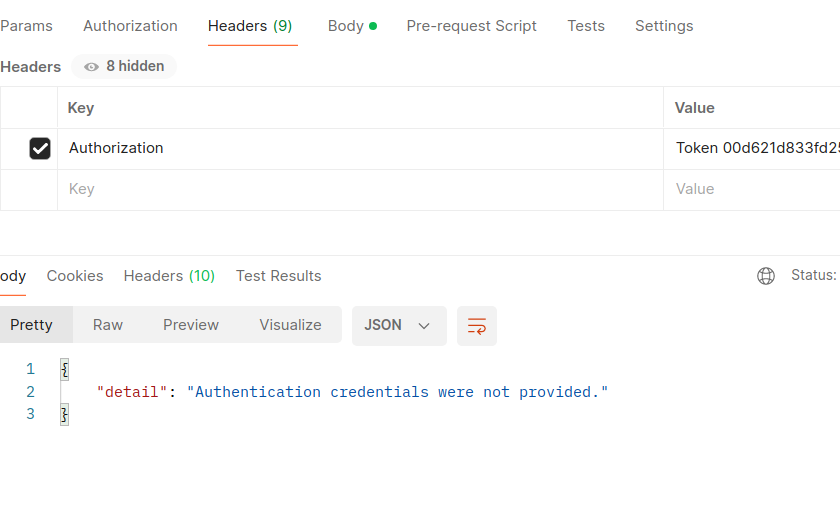 Params Authorization Headers (9) Body Pre-request Script Tests Settings
Headers 8 hidden
Key Value
Authorization Token 00d621d833fd25
Key Value
ody Cookies Headers (10) Test Results Status:
Pretty Raw Preview Visualize JSON
1 {
2 "detail": "Authentication credentials were not provided."
3 }